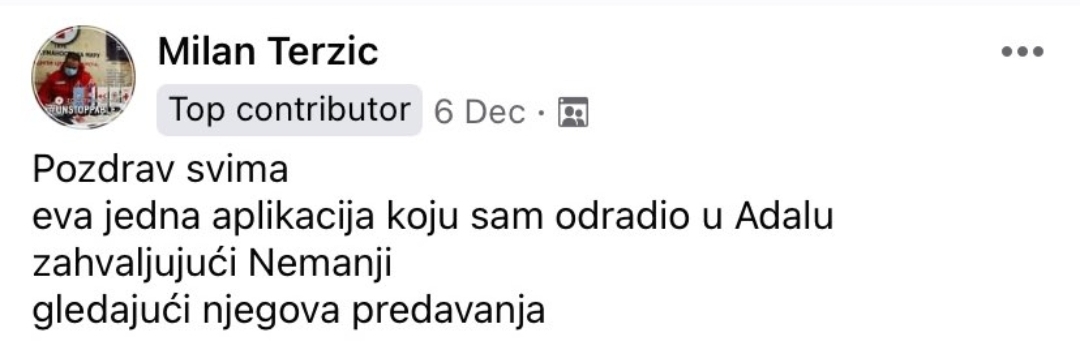 Milan Terzic
Top contributor 6 Dec ·
Pozdrav svima
eva jedna aplikacija koju sam odradio u Adalu
zahvaljujući Nemanji
gledajući njegova predavanja